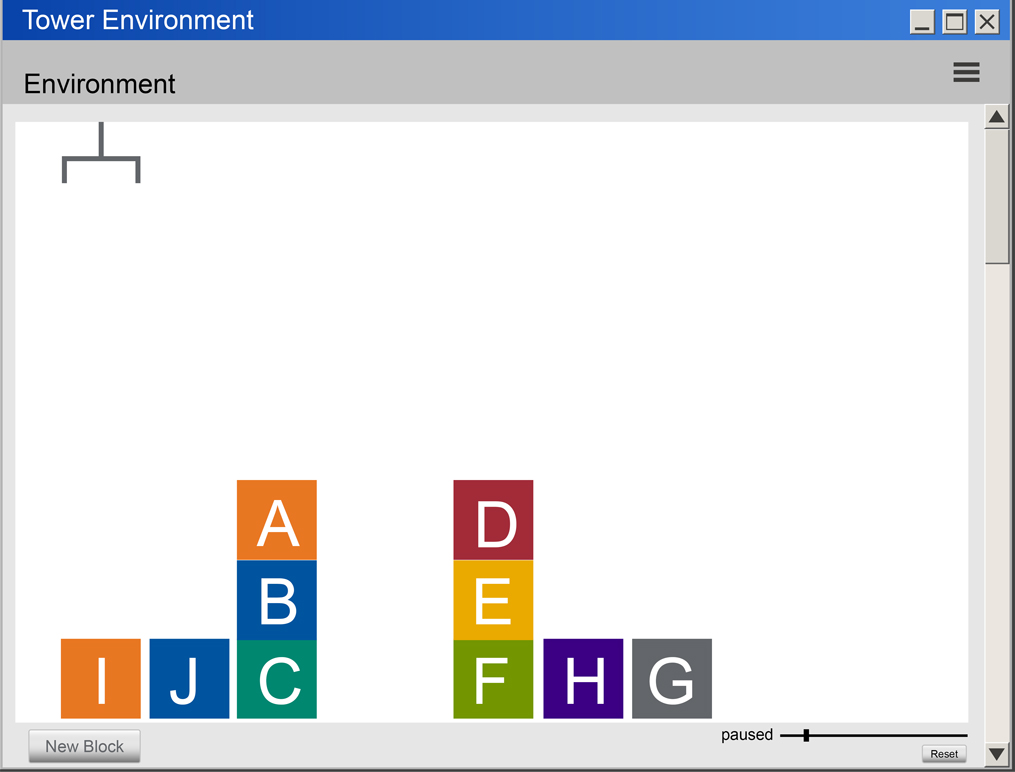 Tower Environment
Environment
A
D
B
E
I
J
C
F
H
G
paused
New Block
Reset